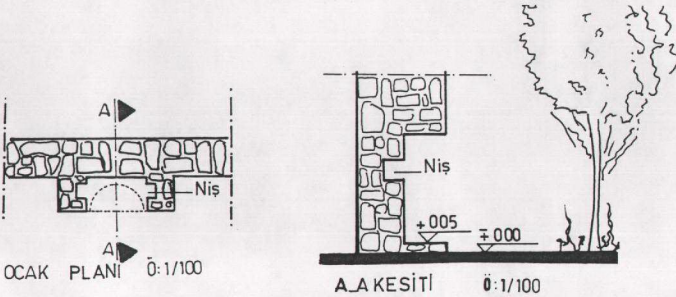 A
Niş
A
OCAK PLANI Ö:1/100
Niş
+005
∓000
A_A KESİTİ Ö:1/100